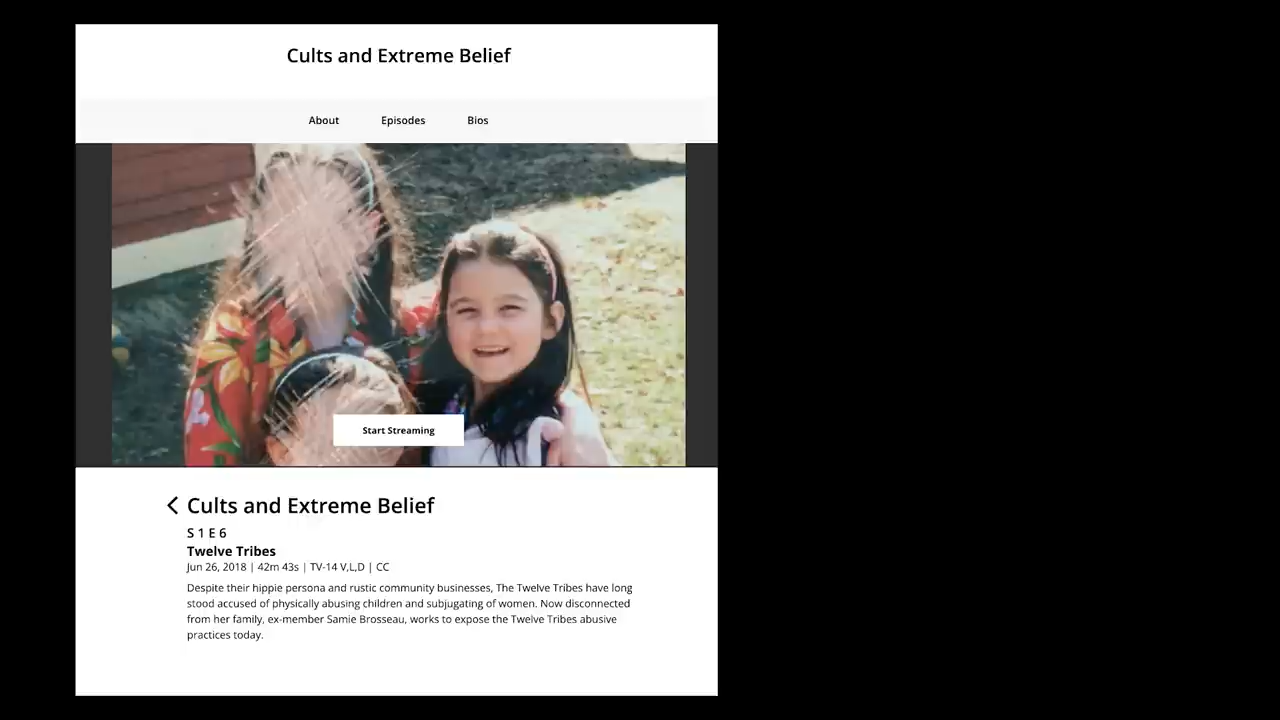 Cults and Extreme Belief
About Episodes Bios
Start Streaming
Cults and Extreme Belief
S 1 E 6
Twelve Tribes
Jun 26, 2018 | 42m 43s | TV-14 V,L,D | CC
Despite their hippie persona and rustic community businesses, The Twelve Tribes have long
stood accused of physically abusing children and subjugating of women. Now disconnected
from her family, ex-member Samie Brosseau, works to expose the Twelve Tribes abusive
practices today.